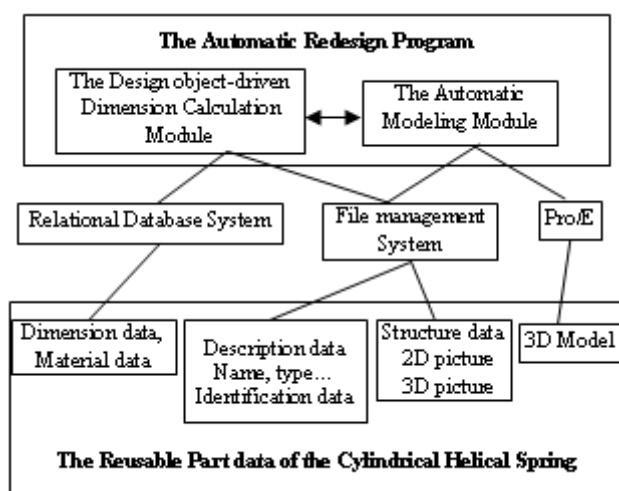 The Automatic Redesign Program
The Design object-driven
Dimension Calculation
Module
The Automatic
Modeling Module
Relational Database System
File management
System
Pro/E
Dimension data,
Material data
Description data
Name, type...
Identification data
Structure data
2D picture
3D picture
3D Model
The Reusable Part data of the Cylindrical Helical Spring